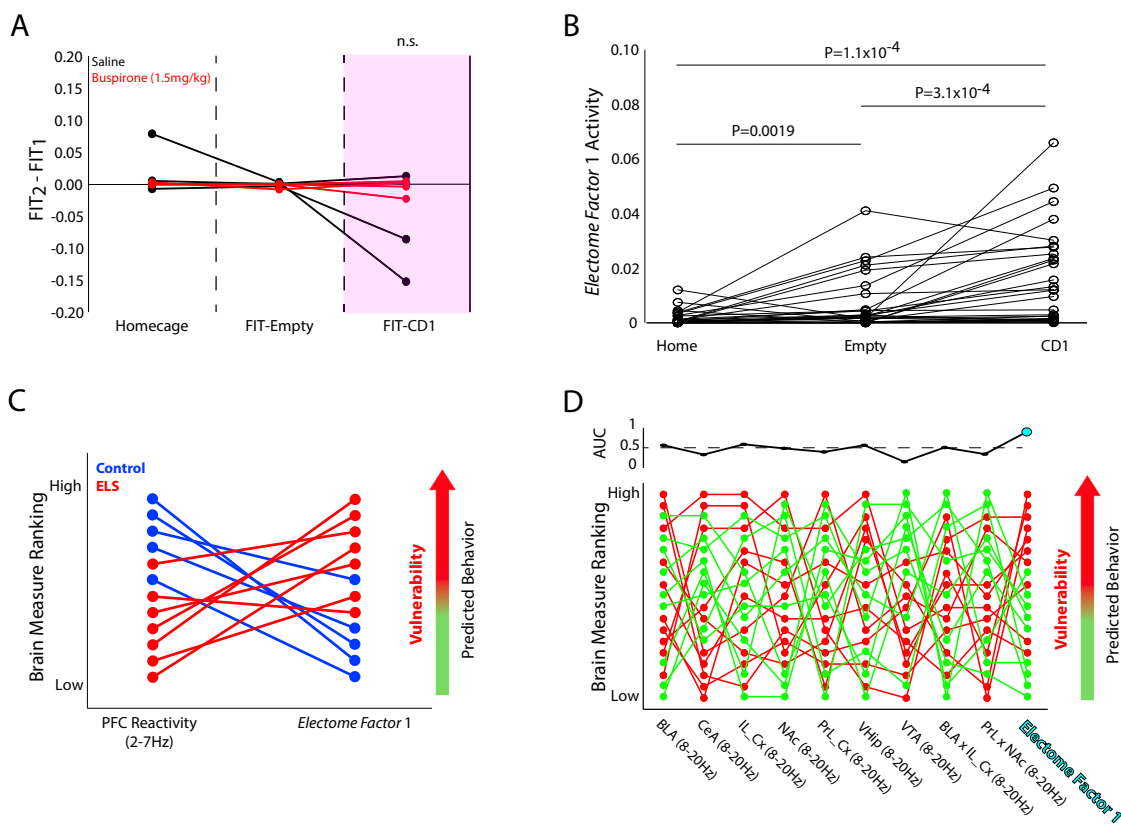 A
n.s.
0.20
0.15
0.10
0.05
0.00
-0.05
-0.10
-0.15
-0.20
FIT2 - FIT1
Saline
Buspirone (1.5mg/kg)
Homecage
FIT-Empty
FIT-CD1
B
0.10
0.08
0.06
0.04
0.02
0
Electome Factor 1 Activity
P=1.1x10-4
P=3.1x10-4
P=0.0019
Home
Empty
CD1
C
Control
ELS
High
Low
Brain Measure Ranking
PFC Reactivity
(2-7Hz)
Electome Factor 1
Vulnerability
Predicted Behavior
D
AUC
1
0.5
0
High
Low
Brain Measure Ranking
BLA (8-20Hz)
CeA (8-20Hz)
IL_Cx (8-20Hz)
NAc (8-20Hz)
PrL_Cx (8-20Hz)
VHip (8-20Hz)
VTA (8-20Hz)
BLA x IL_Cx (8-20Hz)
PrL x NAc (8-20Hz)
Electome Factor 1
Vulnerability
Predicted Behavior